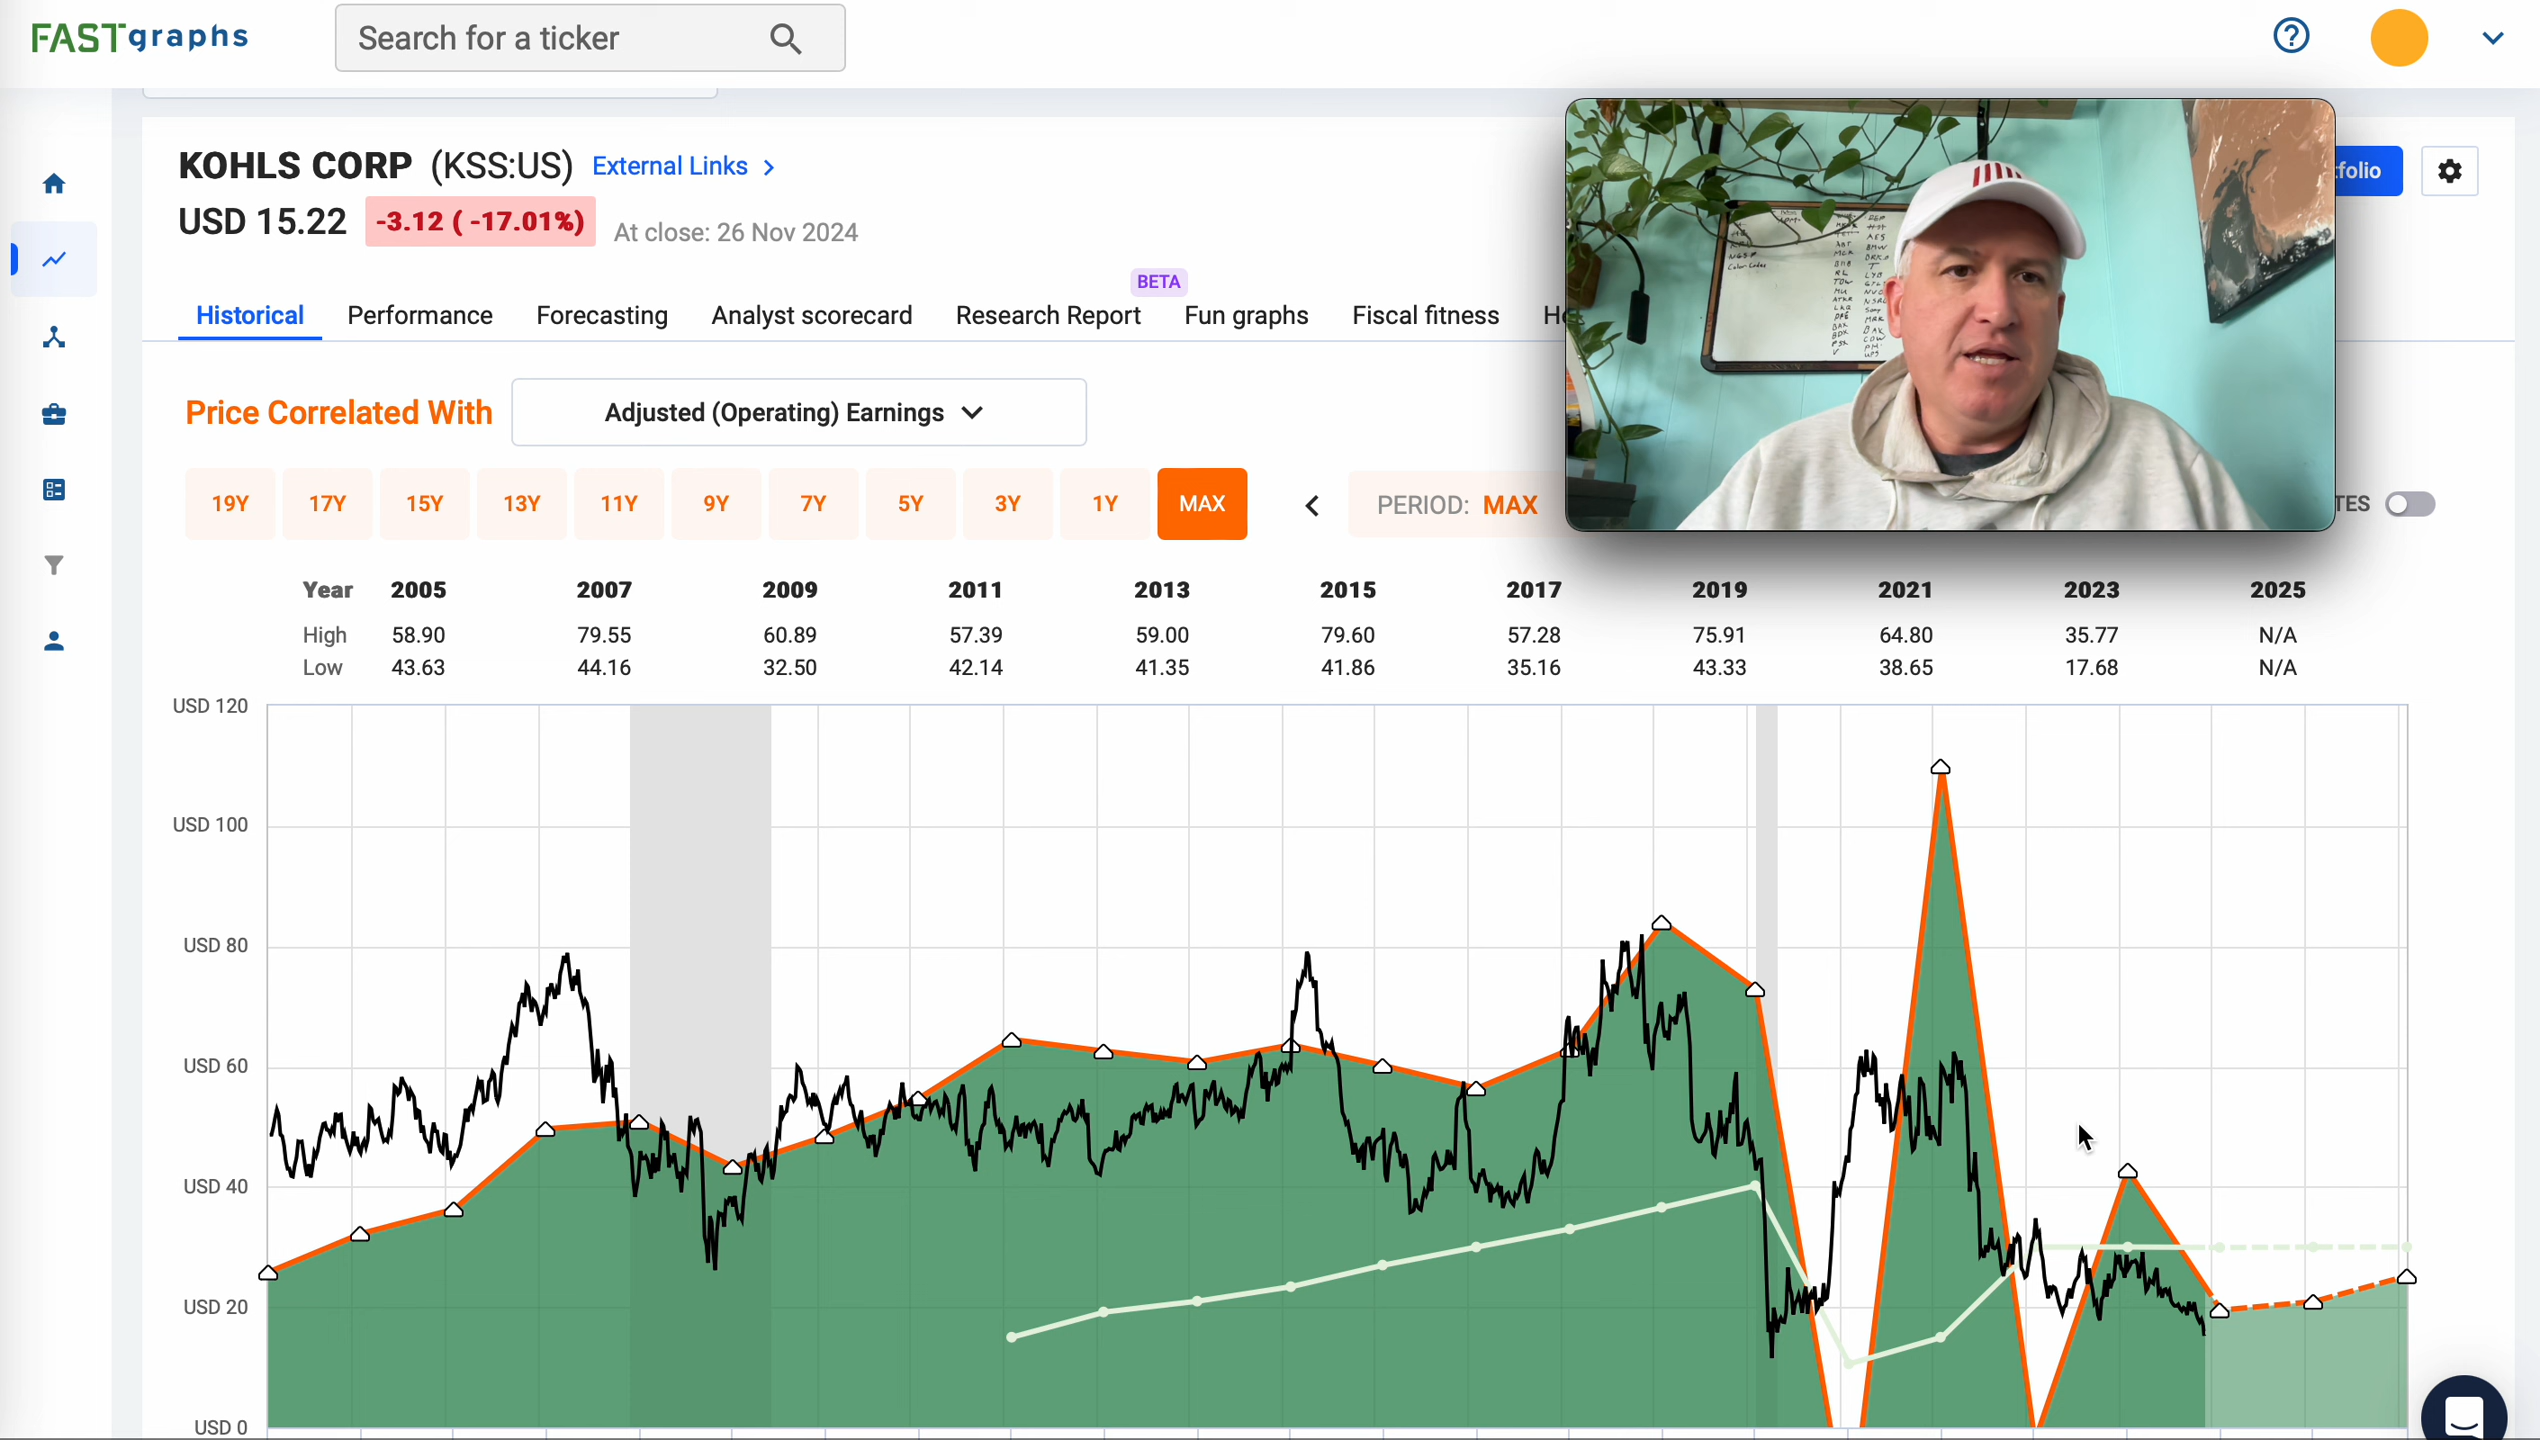 FASTgraphs
Search for a ticker
KOHLS CORP (KSS:US) External Links
USD 15.22 -3.12 ( -17.01%) At close: 26 Nov 2024
folio
BETA
Historical Performance Forecasting Analyst scorecard Research Report Fun graphs Fiscal fitness
Price Correlated With Adjusted (Operating) Earnings
19Y 17Y 15Y 13Y 11Y 9Y 7Y 5Y 3Y 1Y MAX PERIOD: MAX TES
Year 2005 2007 2009 2011 2013 2015 2017 2019 2021 2023 2025
High 58.90 79.55 60.89 57.39 59.00 79.60 57.28 75.91 64.80 35.77 N/A
Low 43.63 44.16 32.50 42.14 41.35 41.86 35.16 43.33 38.65 17.68 N/A
USD 120
USD 100
USD 80
USD 60
USD 40
USD 20
USD 0